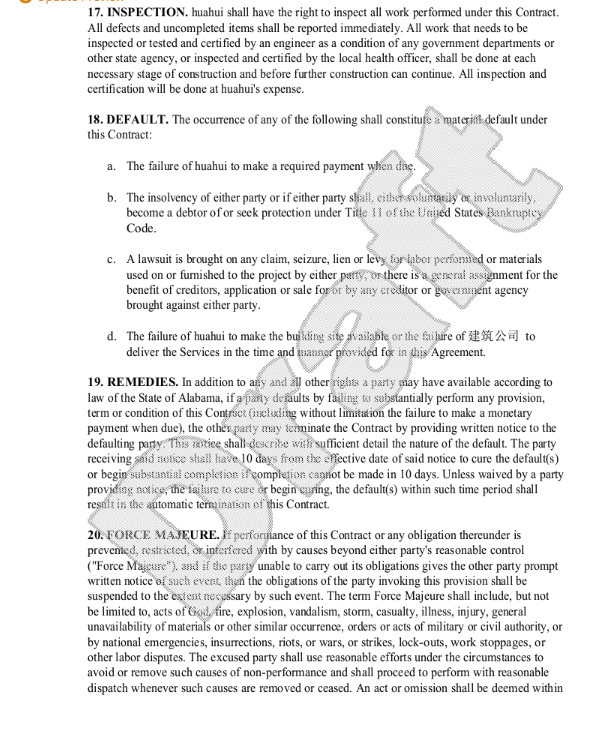 17. INSPECTION. huahui shall have the right to inspect all work performed under this Contract.
All defects and uncompleted items shall be reported immediately. All work that needs to be
inspected or tested and certified by an engineer as a condition of any government departments or
other state agency, or inspected and certified by the local health officer, shall be done at each
necessary stage of construction and before further construction can continue. All inspection and
certification will be done at huahui's expense.
18. DEFAULT. The occurrence of any of the following shall constitute a material default under
this Contract:
a. The failure of huahui to make a required payment when due.
b. The insolvency of either party or if either party shall, either voluntarily or involuntarily,
become a debtor of or seek protection under Title 11 of the United States Bankruptcy
Code.
c. A lawsuit is brought on any claim, seizure, lien or levy for labor performed or materials
used on or furnished to the project by either party, or there is a general assignment for the
benefit of creditors, application or sale for or by any creditor or government agency
brought against either party.
d. The failure of huahui to make the building site available or the failure of 建筑公司 to
deliver the Services in the time and manner provided for in this Agreement.
19. REMEDIES. In addition to any and all other rights a party may have available according to
law of the State of Alabama, if a party defaults by failing to substantially perform any provision,
term or condition of this Contract (including without limitation the failure to make a monetary
payment when due), the other party may terminate the Contract by providing written notice to the
defaulting party. This notice shall describe with sufficient detail the nature of the default. The party
receiving said notice shall have 10 days from the effective date of said notice to cure the default(s)
or begin substantial completion if completion cannot be made in 10 days. Unless waived by a party
providing notice, the failure to cure or begin curing, the default(s) within such time period shall
result in the automatic termination of this Contract.
20. FORCE MAJEURE. If performance of this Contract or any obligation thereunder is
prevented, restricted, or interfered with by causes beyond either party's reasonable control
("Force Majeure"), and if the party unable to carry out its obligations gives the other party prompt
written notice of such event, then the obligations of the party invoking this provision shall be
suspended to the extent necessary by such event. The term Force Majeure shall include, but not
be limited to, acts of God, fire, explosion, vandalism, storm, casualty, illness, injury, general
unavailability of materials or other similar occurrence, orders or acts of military or civil authority, or
by national emergencies, insurrections, riots, or wars, or strikes, lock-outs, work stoppages, or
other labor disputes. The excused party shall use reasonable efforts under the circumstances to
avoid or remove such causes of non-performance and shall proceed to perform with reasonable
dispatch whenever such causes are removed or ceased. An act or omission shall be deemed within
Draft